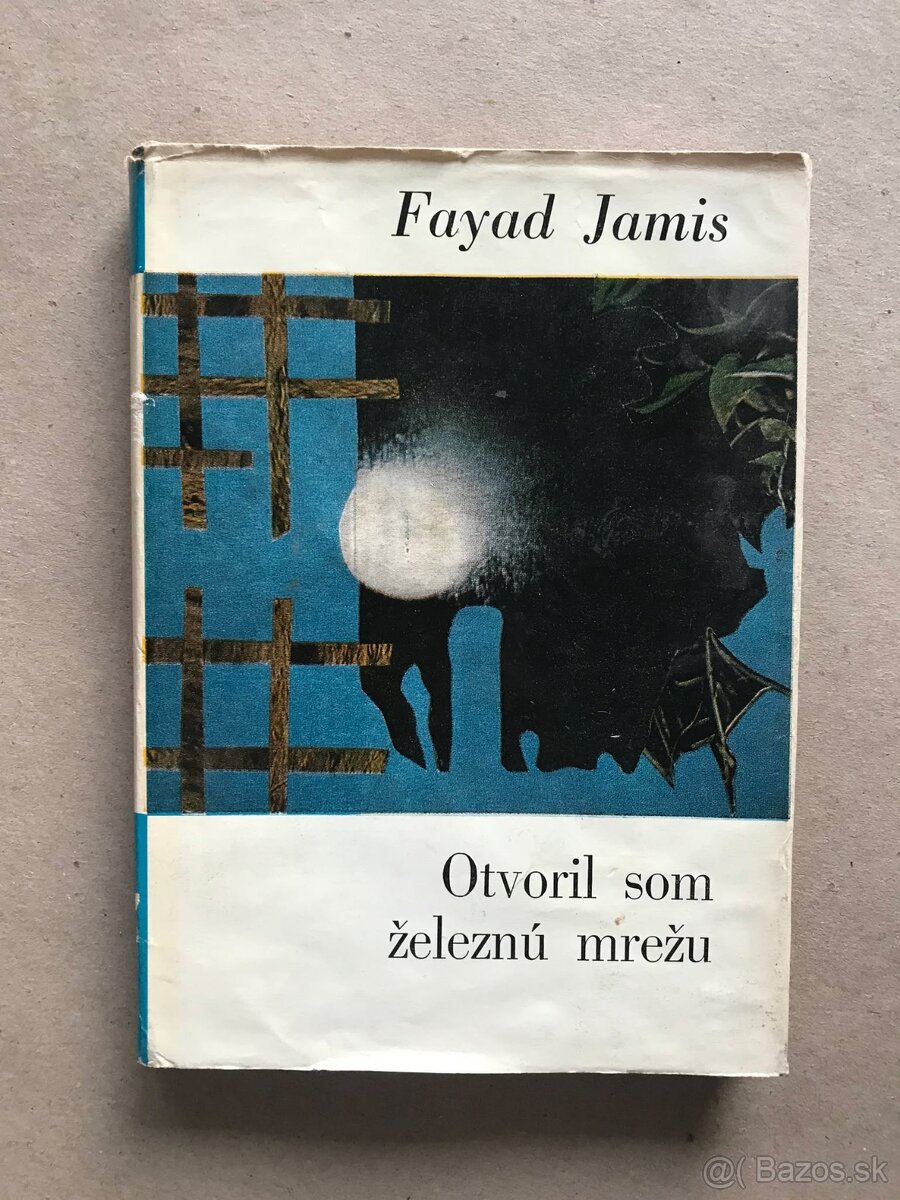 Fayad Jamis
Otvoril som
železnú mrežu
@( Bazos.sk